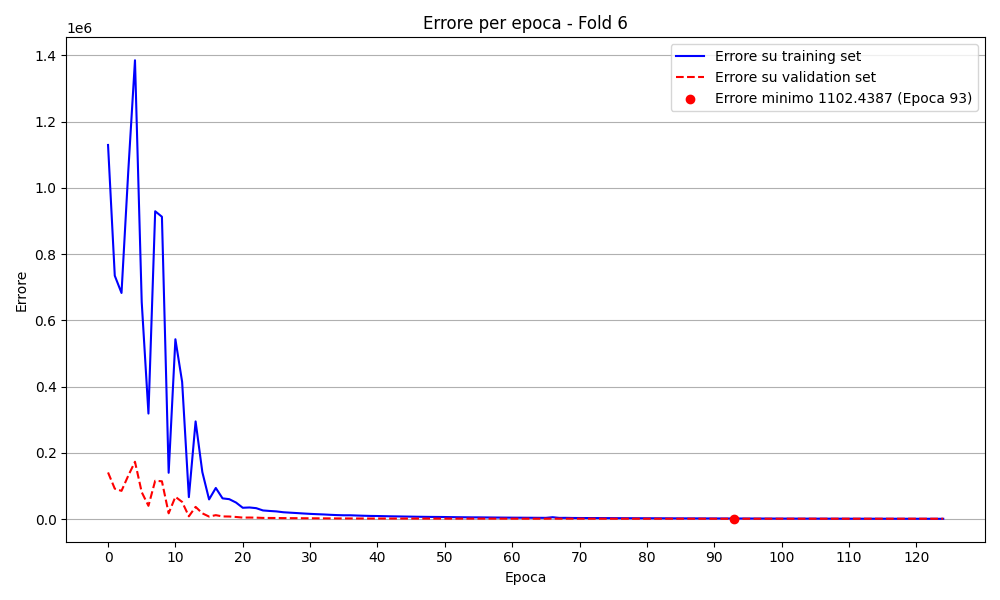 Errore per epoca - Fold 6
1e6
1.4
1.2
1.0
0.8
0.6
0.4
0.2
0.0
Errore
Errore su training set
Errore su validation set
Errore minimo 1102.4387 (Epoca 93)
0 10 20 30 40 50 60 70 80 90 100 110 120
Epoca